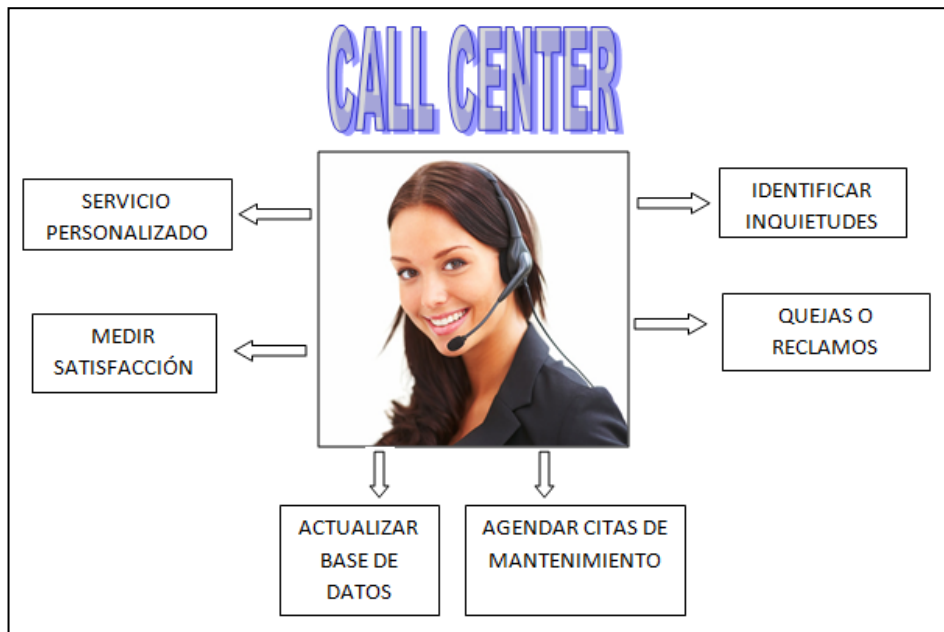 CALL CENTER
SERVICIO
PERSONALIZADO
IDENTIFICAR
INQUIETUDES
MEDIR
SATISFACCIÓN
QUEJAS O
RECLAMOS
ACTUALIZAR
BASE DE
DATOS
AGENDAR CITAS DE
MANTENIMIENTO